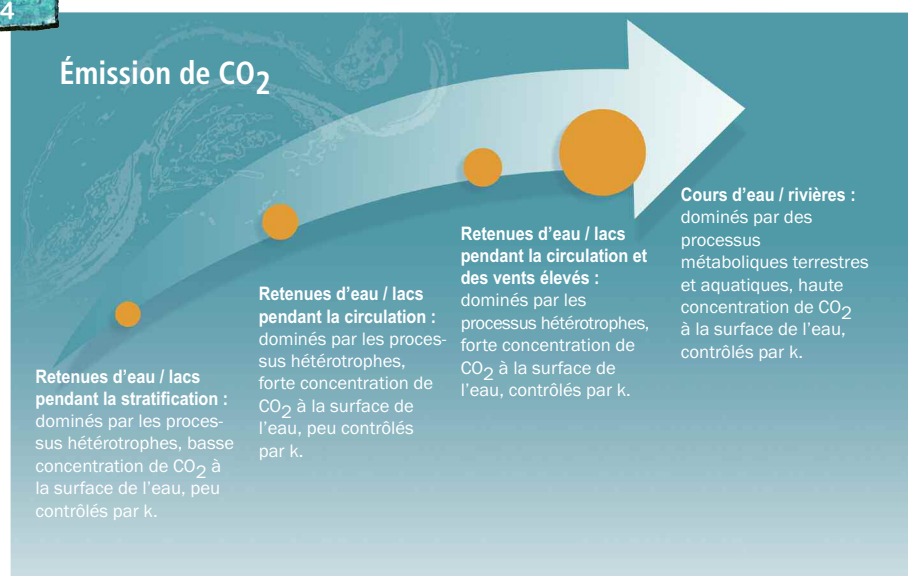 4
Émission de CO2
Retenues d'eau / lacs
pendant la stratification :
dominés par les proces-
sus hétérotrophes, basse
concentration de CO2 à
la surface de l'eau, peu
contrôlés par k.
Retenues d'eau / lacs
pendant la circulation :
dominés par les proces-
sus hétérotrophes,
forte concentration de
CO2 à la surface de
l'eau, peu contrôlés
par k.
Retenues d'eau / lacs
pendant la circulation et
des vents élevés :
dominés par les
processus hétérotrophes,
forte concentration de
CO2 à la surface de
l'eau, contrôlés par k.
Cours d'eau / rivières :
dominés par des
processus
métaboliques terrestres
et aquatiques, haute
concentration de CO2
à la surface de l'eau,
contrôlés par k.